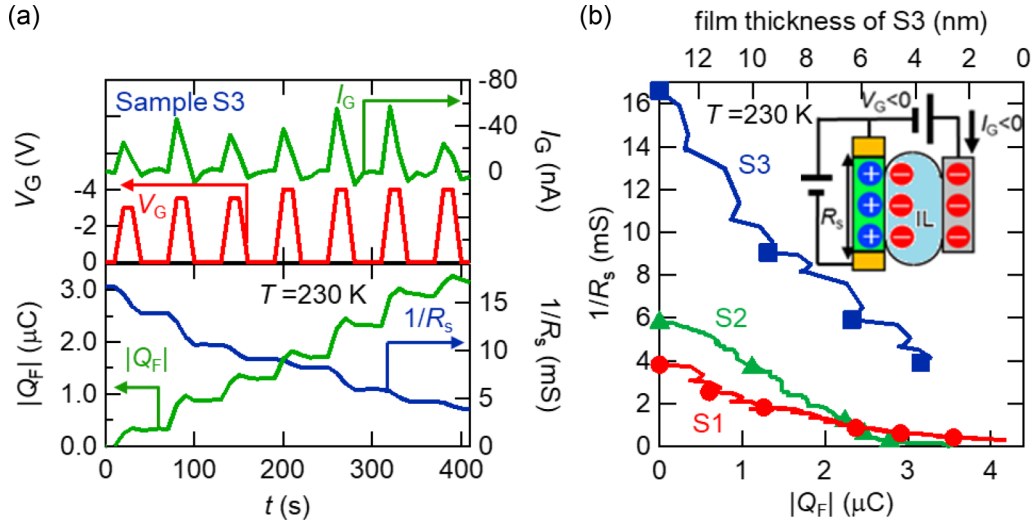 (a)
-80
-40
0
I_G (nA)
Sample S3
I_G
V_G
V_G (V)
-4
-2
0
3.0
2.0
1.0
0.0
|Q_F| (μC)
T =230 K
|Q_F|
1/R_s
15
10
5
0
1/R_s (mS)
0 100 200 300 400
t (s)
(b)
film thickness of S3 (nm)
12 10 8 6 4 2 0
16
14
12
10
8
6
4
2
0
1/R_s (mS)
T =230 K
V_G<0
I_G<0
R_s
+ − −
+ − −
+ − −
IL
S3
S2
S1
0 1 2 3 4
|Q_F| (μC)